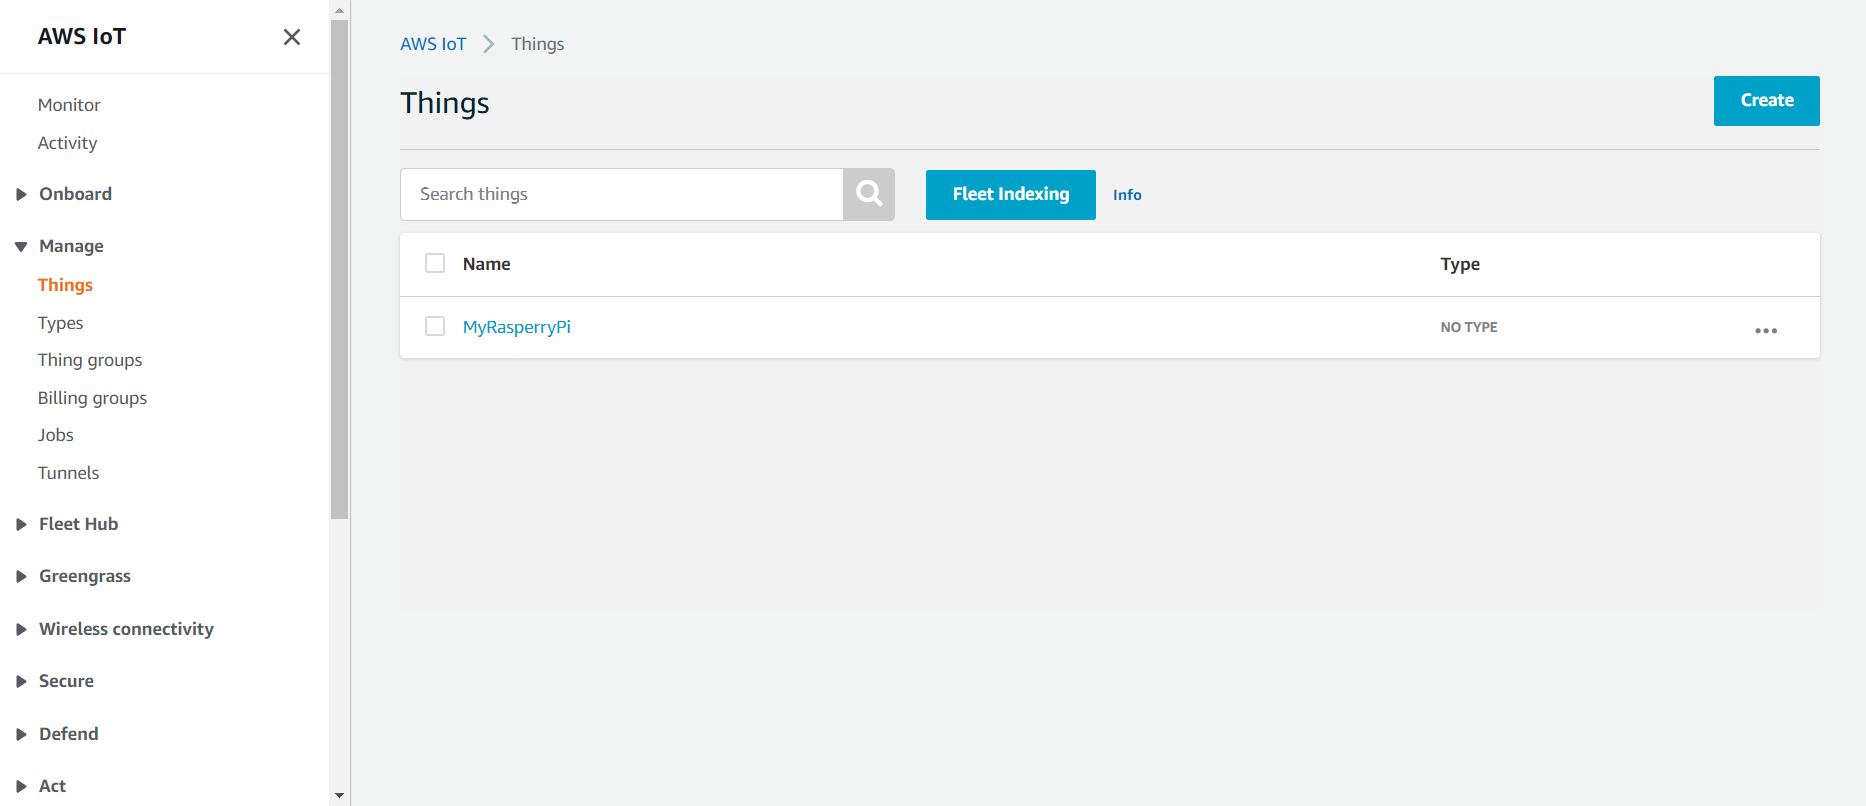 AWS IoT
Monitor
Activity
Onboard
Manage
Things
Types
Thing groups
Billing groups
Jobs
Tunnels
Fleet Hub
Greengrass
Wireless connectivity
Secure
Defend
Act
AWS IoT Things
Things
Create
Search things
Fleet Indexing
Info
Name Type
MyRasperryPi NO TYPE